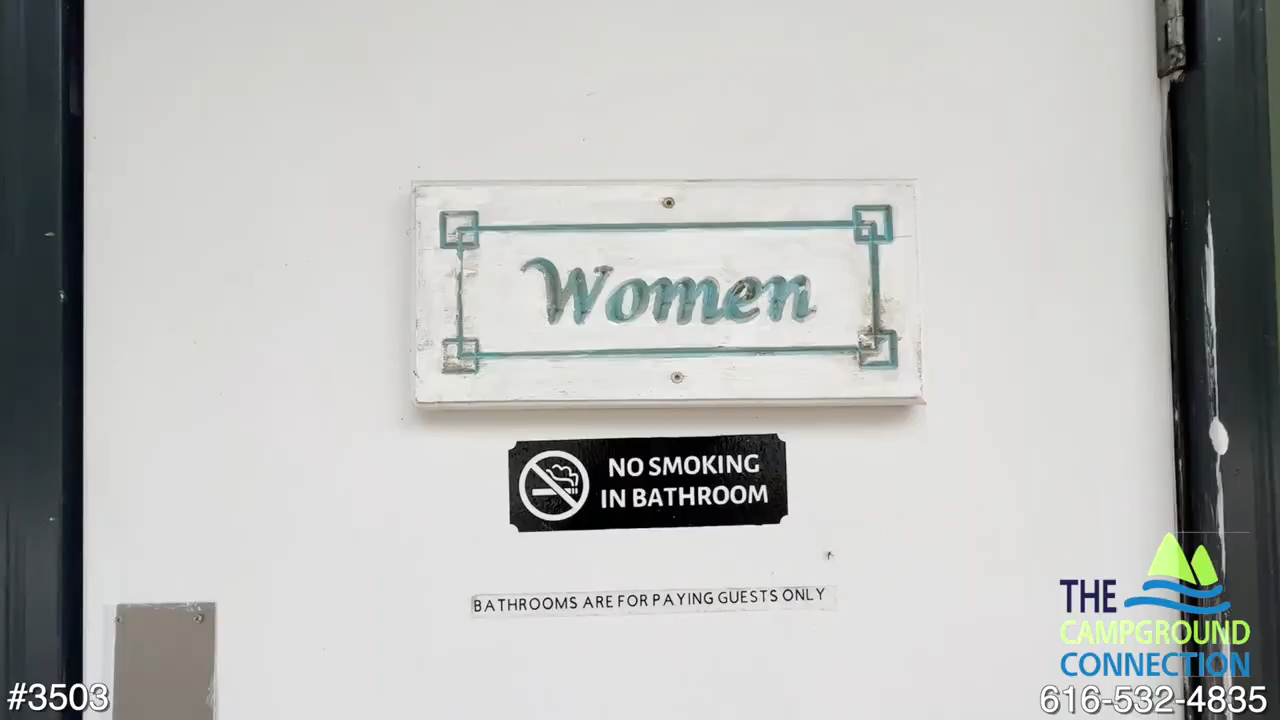 Women
NO SMOKING
IN BATHROOM
BATHROOMS ARE FOR PAYING GUESTS ONLY
THE
CAMPGROUND
CONNECTION
#3503
616-532-4835